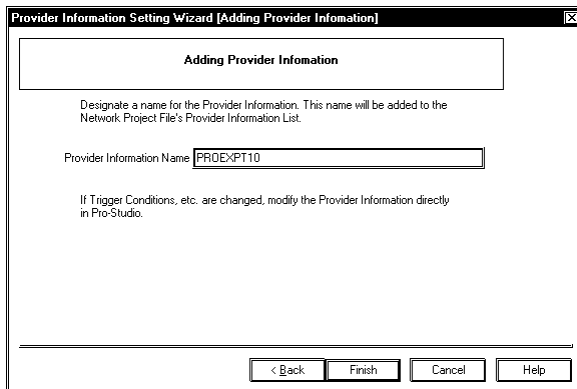 Provider Information Setting Wizard [Adding Provider Infomation]
Adding Provider Infomation
Designate a name for the Provider Information. This name will be added to the
Network Project File's Provider Information List.
Provider Information Name PROEXPT10
If Trigger Conditions, etc. are changed, modify the Provider Information directly
in Pro-Studio.
< Back Finish Cancel Help